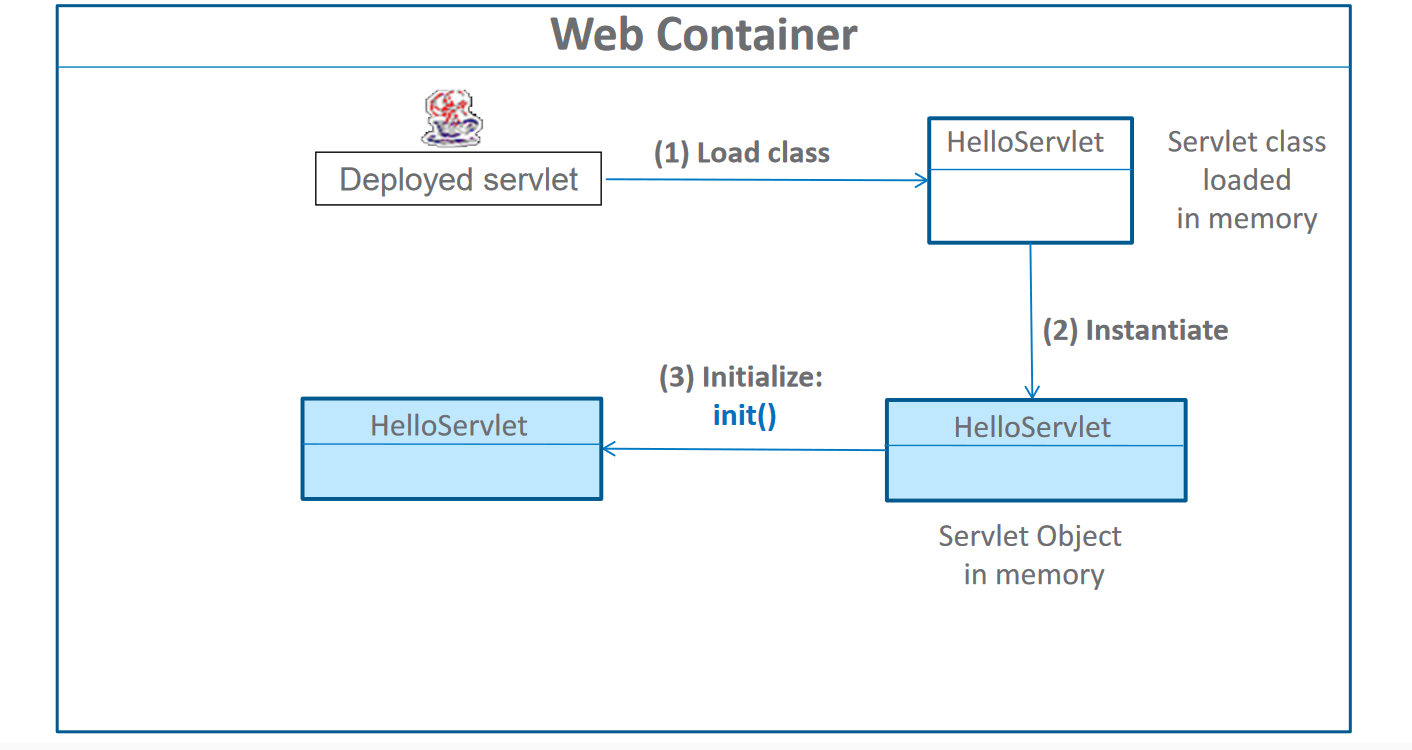 Web Container
Deployed servlet
(1) Load class
HelloServlet
Servlet class
loaded
in memory
(2) Instantiate
(3) Initialize:
init()
HelloServlet
HelloServlet
Servlet Object
in memory